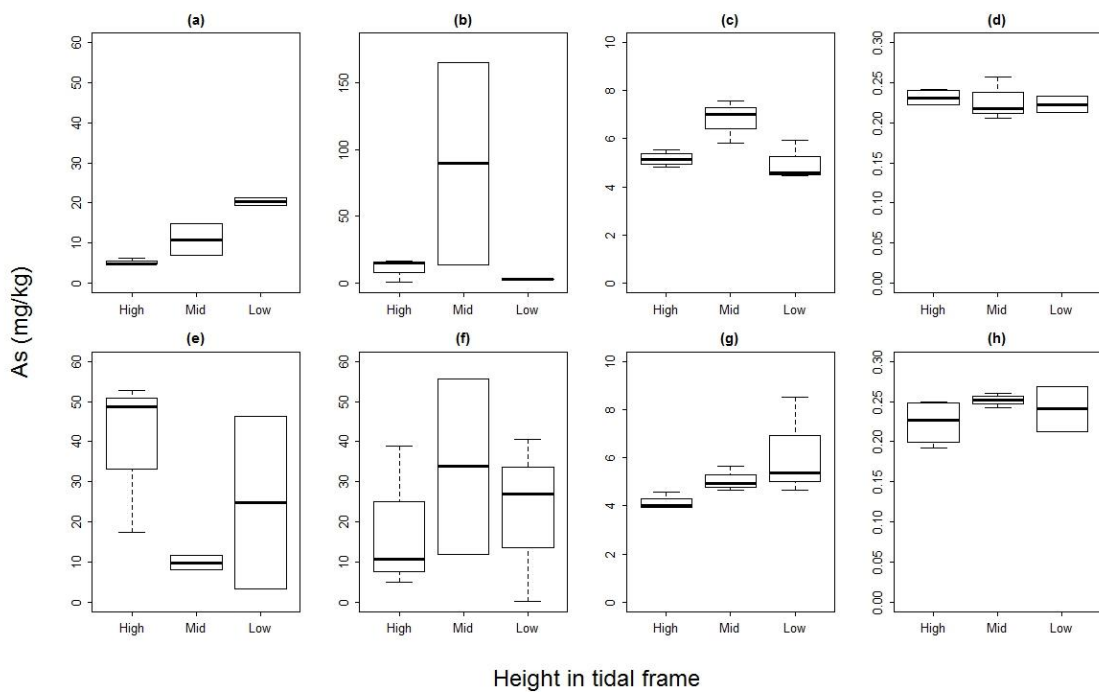 (a) (b) (c) (d)
60 50 40 30 20 10 0
150 100 50 0
10 8 6 4 2 0
0.30 0.25 0.20 0.15 0.10 0.05 0.00
High Mid Low High Mid Low High Mid Low High Mid Low
As (mg/kg)
(e) (f) (g) (h)
60 50 40 30 20 10 0
60 50 40 30 20 10 0
10 8 6 4 2 0
0.30 0.25 0.20 0.15 0.10 0.05 0.00
High Mid Low High Mid Low High Mid Low High Mid Low
Height in tidal frame